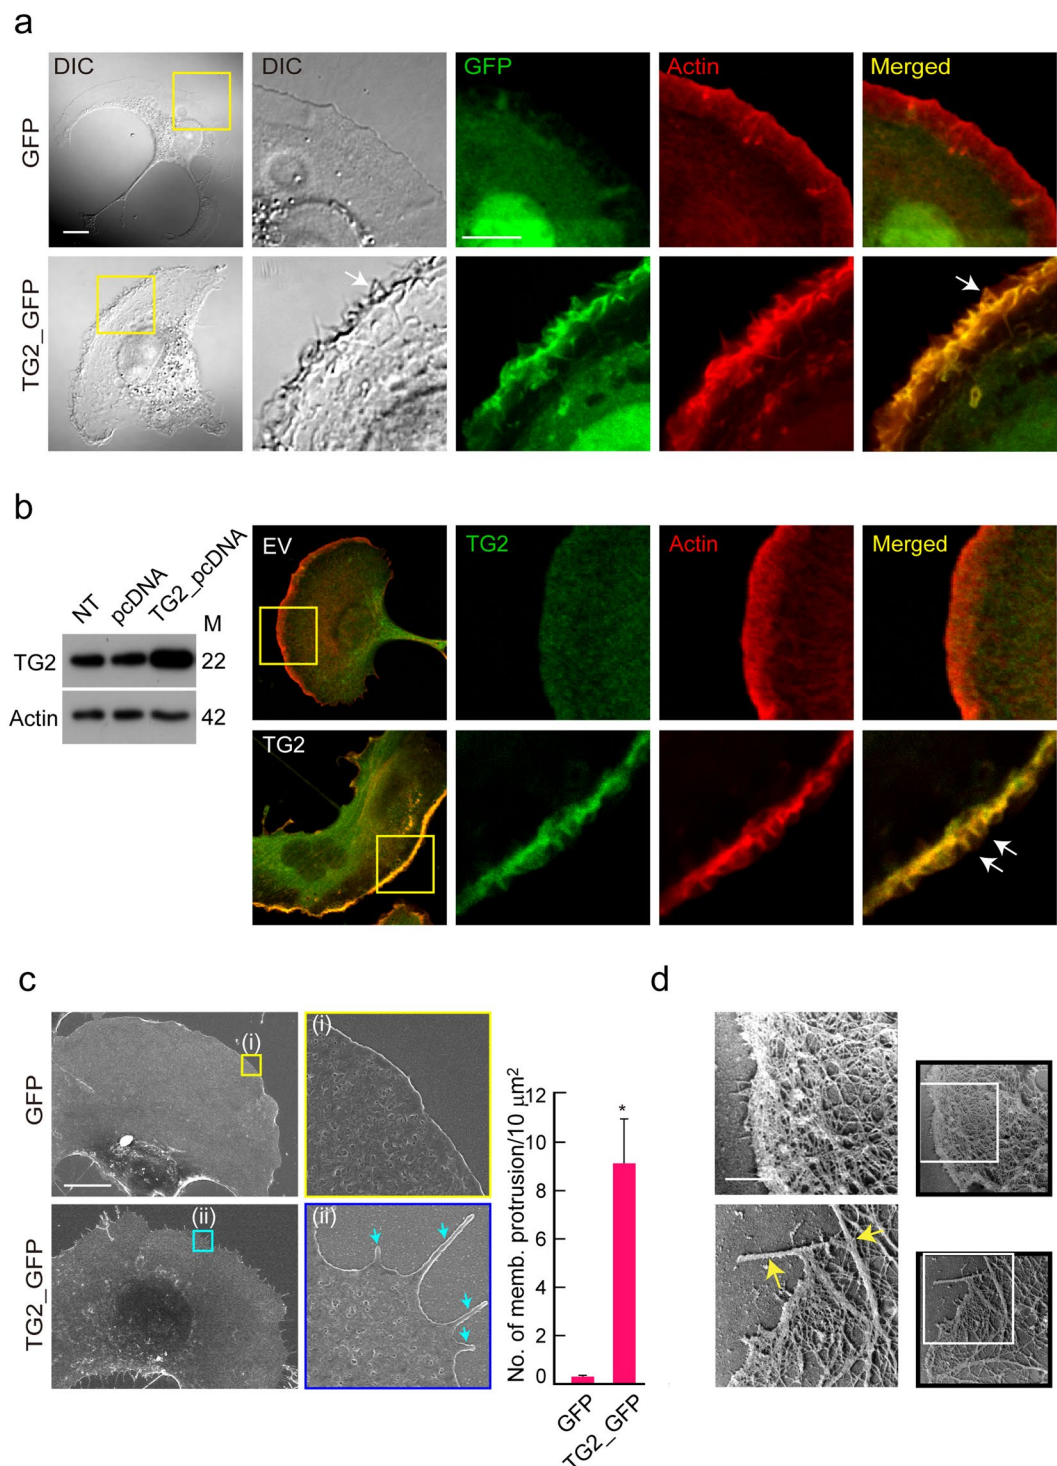 a
DIC
DIC
GFP
Actin
Merged
GFP
TG2_GFP
b
NT
pcDNA
TG2_pcDNA
M
TG2
22
Actin
42
EV
TG2
Actin
Merged
TG2
c
d
GFP
(i)
(i)
TG2_GFP
(ii)
(ii)
No. of memb. protrusion/10 μm²
12
10
8
6
4
2
0
*
GFP
TG2_GFP